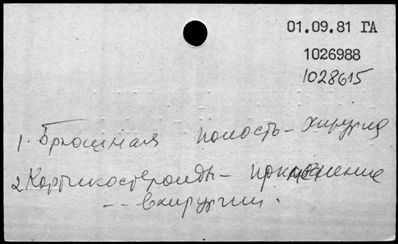 01.09.81 ГА
1026988
1028615
1. Брюшная полость - хирургия
2. Кортикостероиды - применение
-- в хирургии.